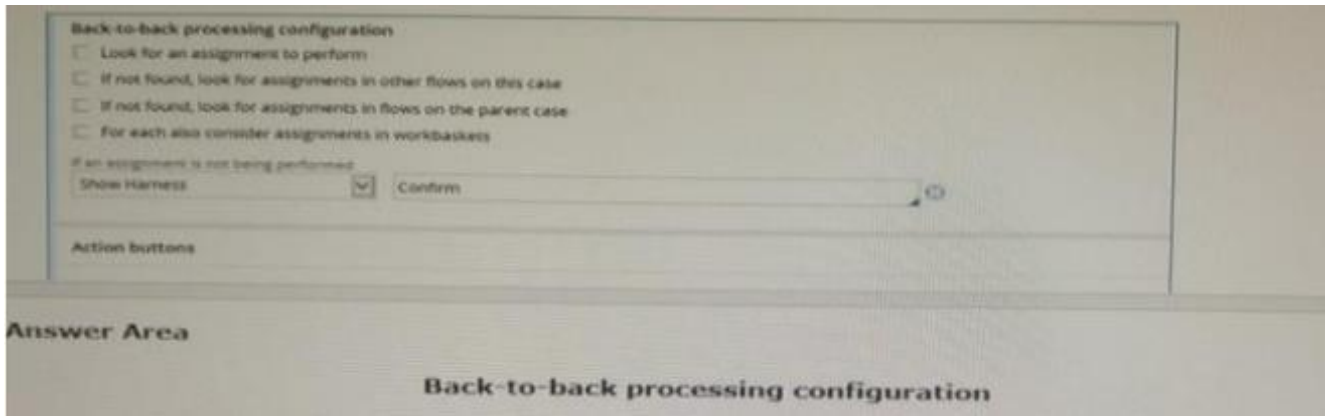 Back-to-back processing configuration
Look for an assignment to perform
If not found, look for assignments in other flows on this case
If not found, look for assignments in flows on the parent case
For each also consider assignments in workbaskets
If an assignment is not being performed
Show Harness Confirm
Action buttons
Answer Area
Back-to-back processing configuration